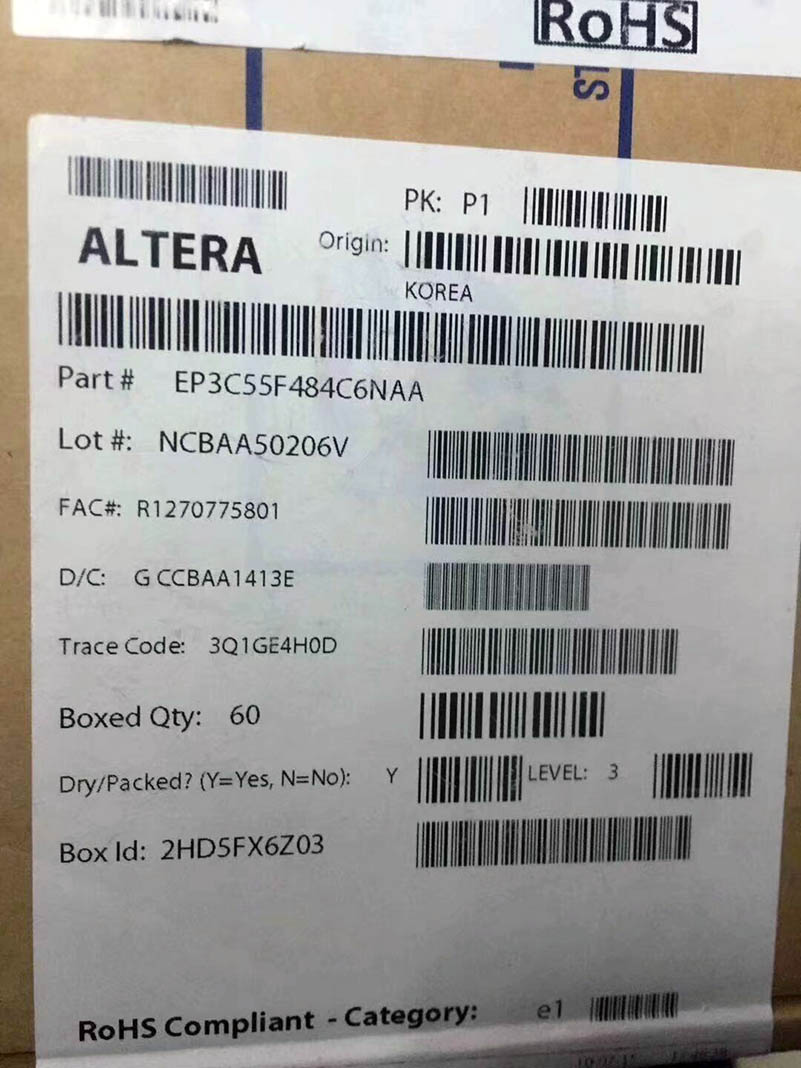 RoHS
LS
PK: P1
ALTERA
Origin:
KOREA
Part # EP3C55F484C6NAA
Lot #: NCBAA50206V
FAC#: R1270775801
D/C: G CCBAA1413E
Trace Code: 3Q1GE4H0D
Boxed Qty: 60
Dry/Packed? (Y=Yes, N=No): Y LEVEL: 3
Box Id: 2HD5FX6Z03
RoHS Compliant - Category: e1